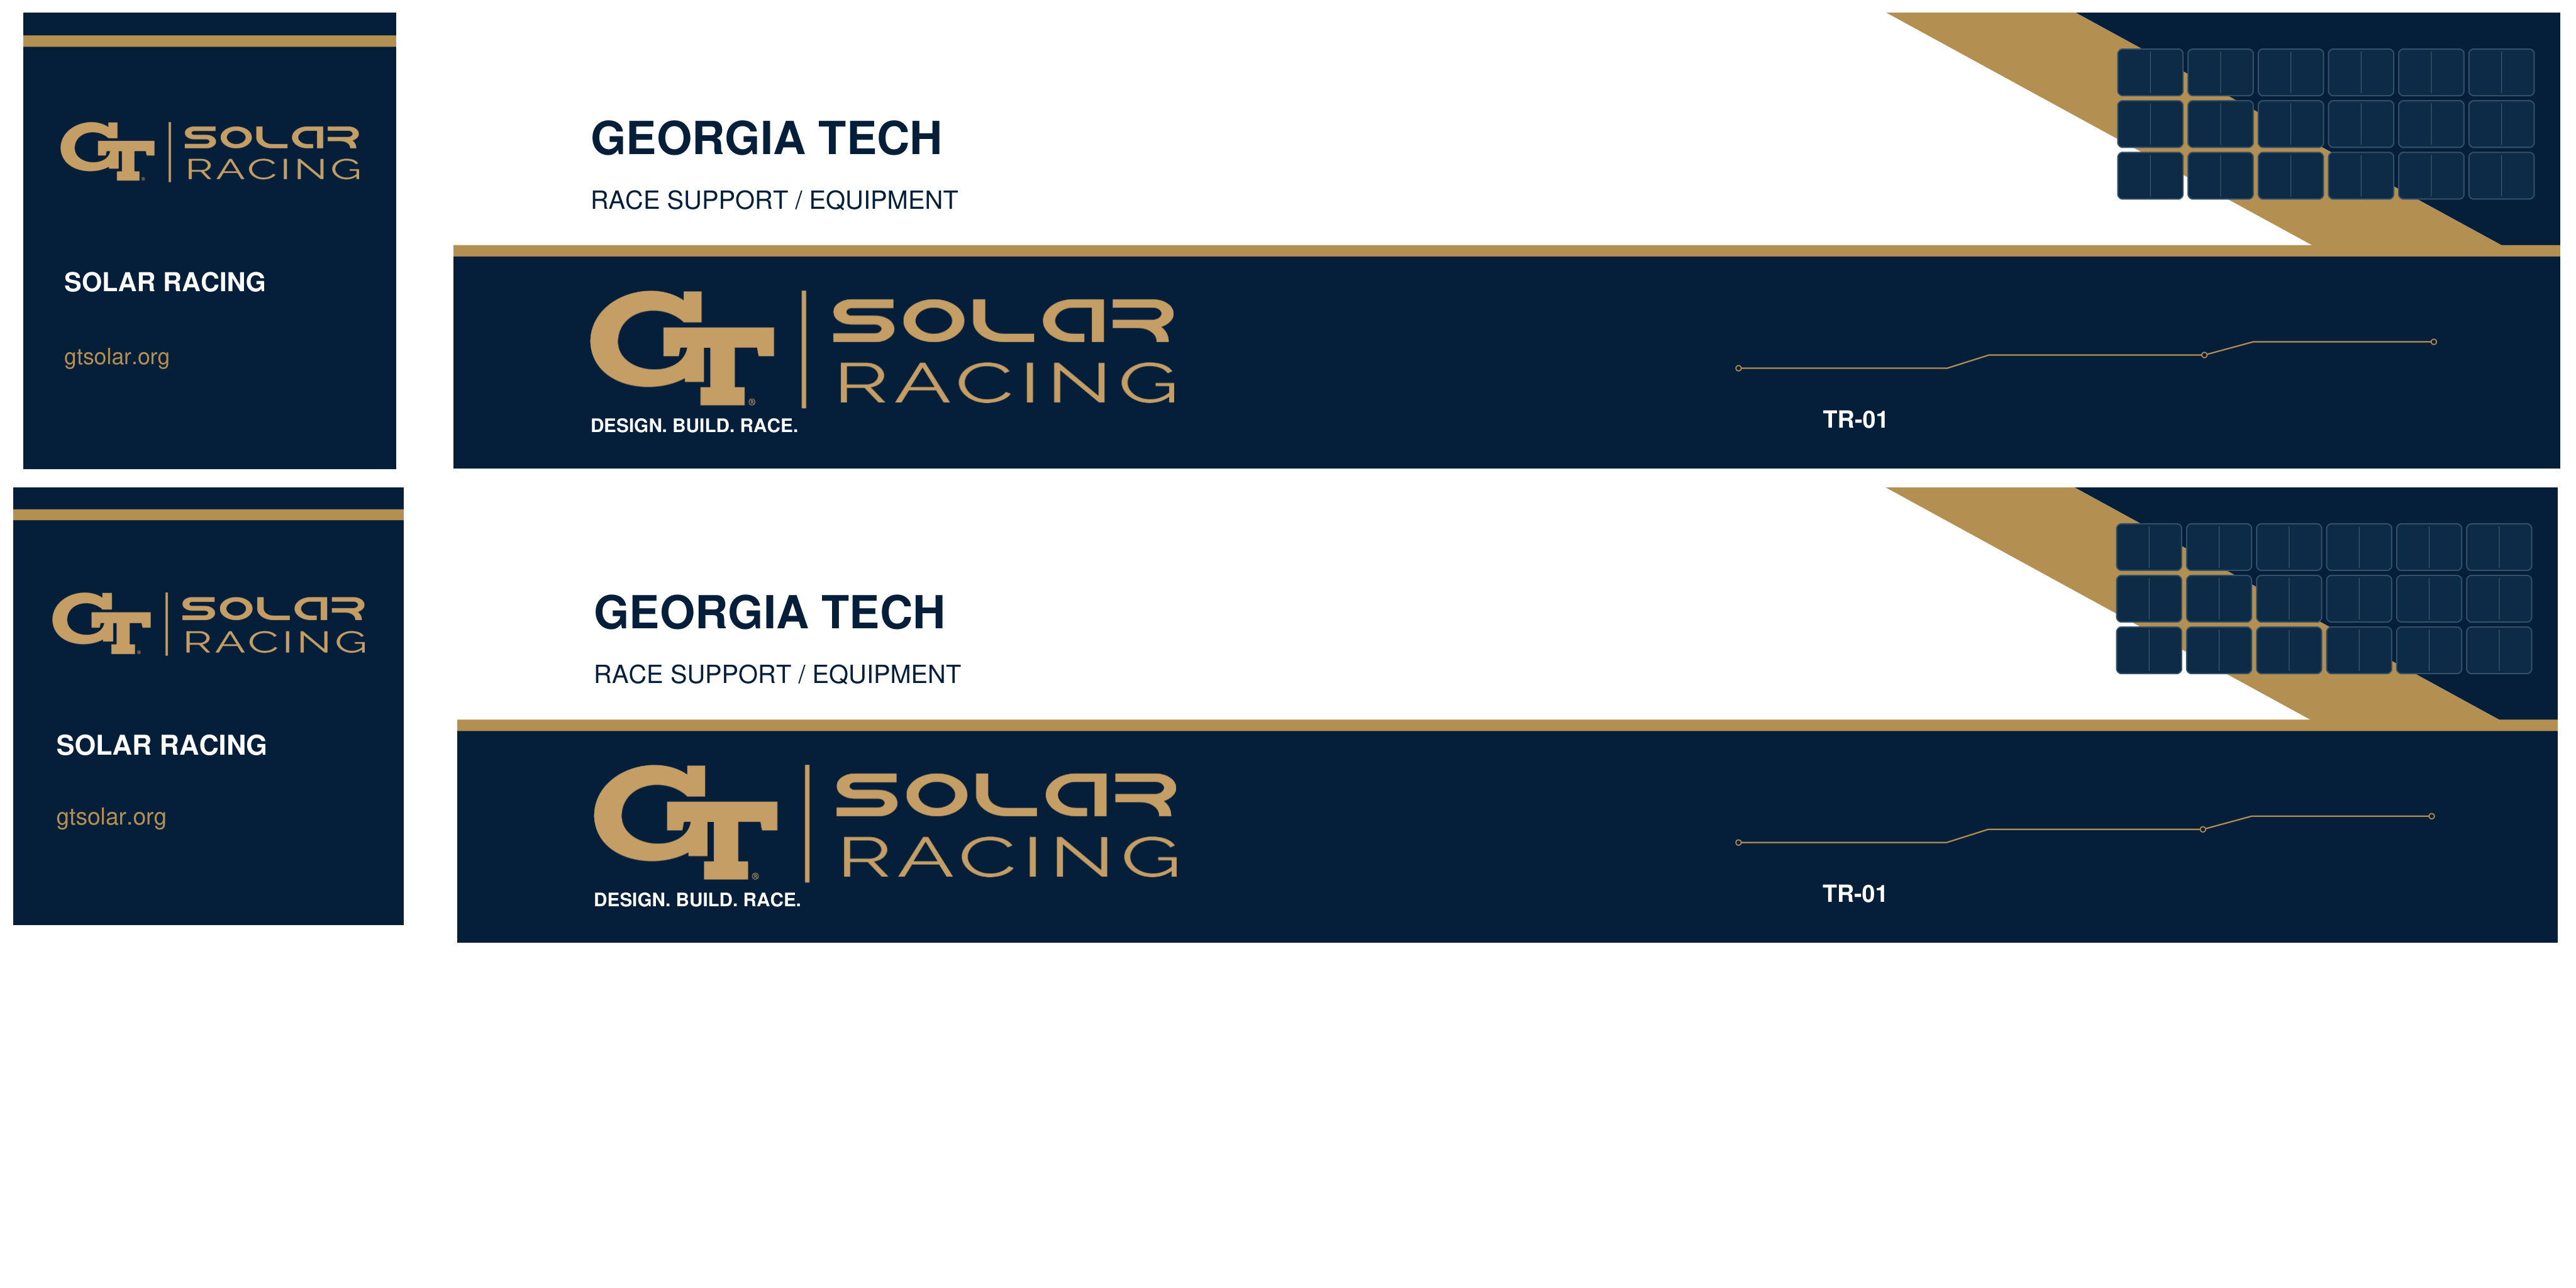 GT SOLAR
RACING
SOLAR RACING
gtsolar.org
GEORGIA TECH
RACE SUPPORT / EQUIPMENT
GT® SOLAR
RACING
DESIGN. BUILD. RACE.
TR-01
GT SOLAR
RACING
SOLAR RACING
gtsolar.org
GEORGIA TECH
RACE SUPPORT / EQUIPMENT
GT® SOLAR
RACING
DESIGN. BUILD. RACE.
TR-01